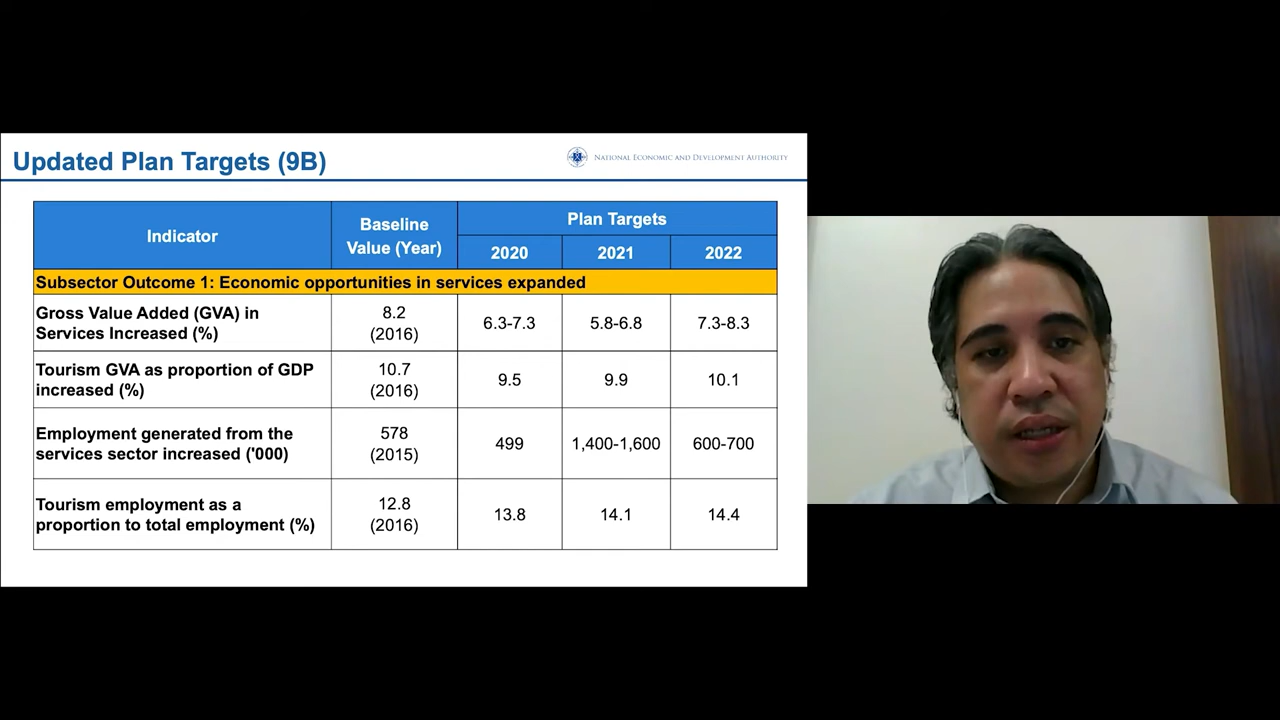 Updated Plan Targets (9B)
NATIONAL ECONOMIC AND DEVELOPMENT AUTHORITY
Indicator
Baseline
Value (Year)
Plan Targets
2020
2021
2022
Subsector Outcome 1: Economic opportunities in services expanded
Gross Value Added (GVA) in
Services Increased (%)
8.2
(2016)
6.3-7.3
5.8-6.8
7.3-8.3
Tourism GVA as proportion of GDP
increased (%)
10.7
(2016)
9.5
9.9
10.1
Employment generated from the
services sector increased ('000)
578
(2015)
499
1,400-1,600
600-700
Tourism employment as a
proportion to total employment (%)
12.8
(2016)
13.8
14.1
14.4